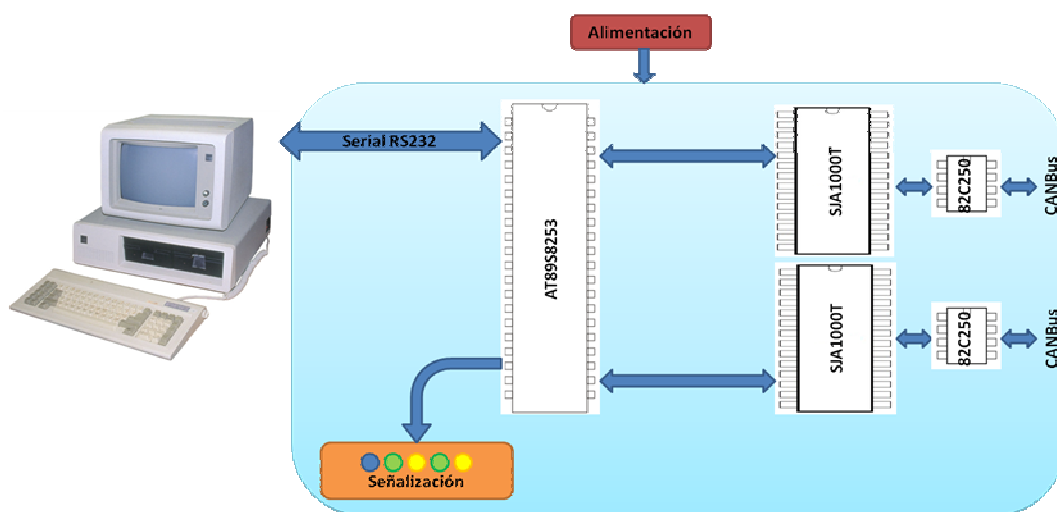 Alimentación
Serial RS232
AT89S8253
SJA1000T
82C250
CANBus
SJA1000T
82C250
CANBus
Señalización